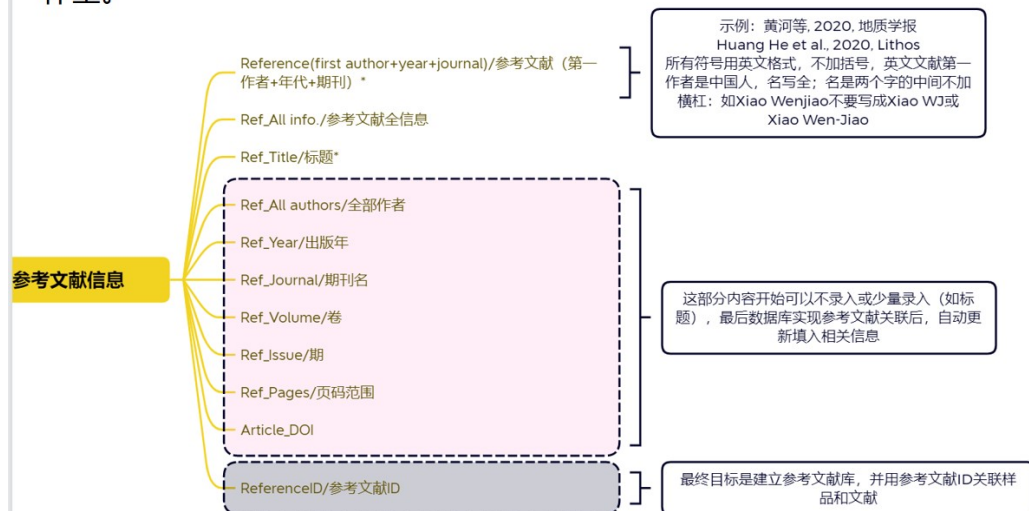 参考文献信息
Reference(first author+year+journal)/参考文献（第一
作者+年代+期刊）*
Ref_All info./参考文献全信息
Ref_Title/标题*
Ref_All authors/全部作者
Ref_Year/出版年
Ref_Journal/期刊名
Ref_Volume/卷
Ref_Issue/期
Ref_Pages/页码范围
Article_DOI
ReferenceID/参考文献ID
示例：黄河等, 2020, 地质学报
Huang He et al., 2020, Lithos
所有符号用英文格式，不加括号，英文文献第一
作者是中国人，名写全；名是两个字的中间不加
横杠：如Xiao Wenjiao不要写成Xiao WJ或
Xiao Wen-Jiao
这部分内容开始可以不录入或少量录入（如标
题），最后数据库实现参考文献关联后，自动更
新填入相关信息
最终目标是建立参考文献库，并用参考文献ID关联样
品和文献